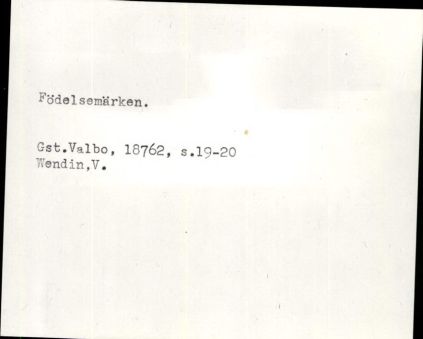 Födelsemärken.
Gst.Valbo, 18762, s.19-20
Wendin,V.